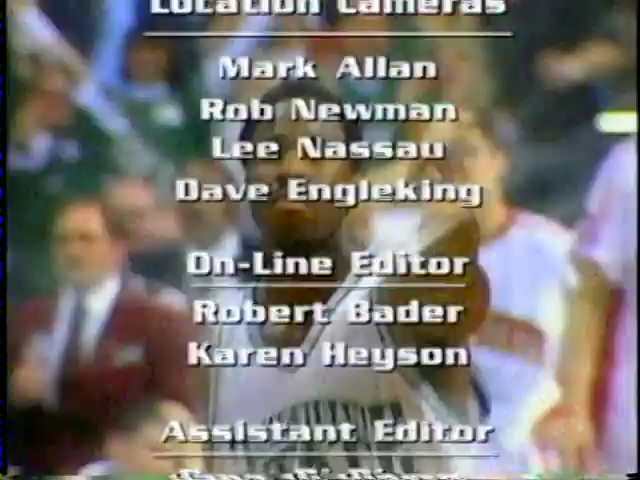 Location Cameras
Mark Allan
Rob Newman
Lee Nassau
Dave Engleking
On-Line Editor
Robert Bader
Karen Heyson
Assistant Editor